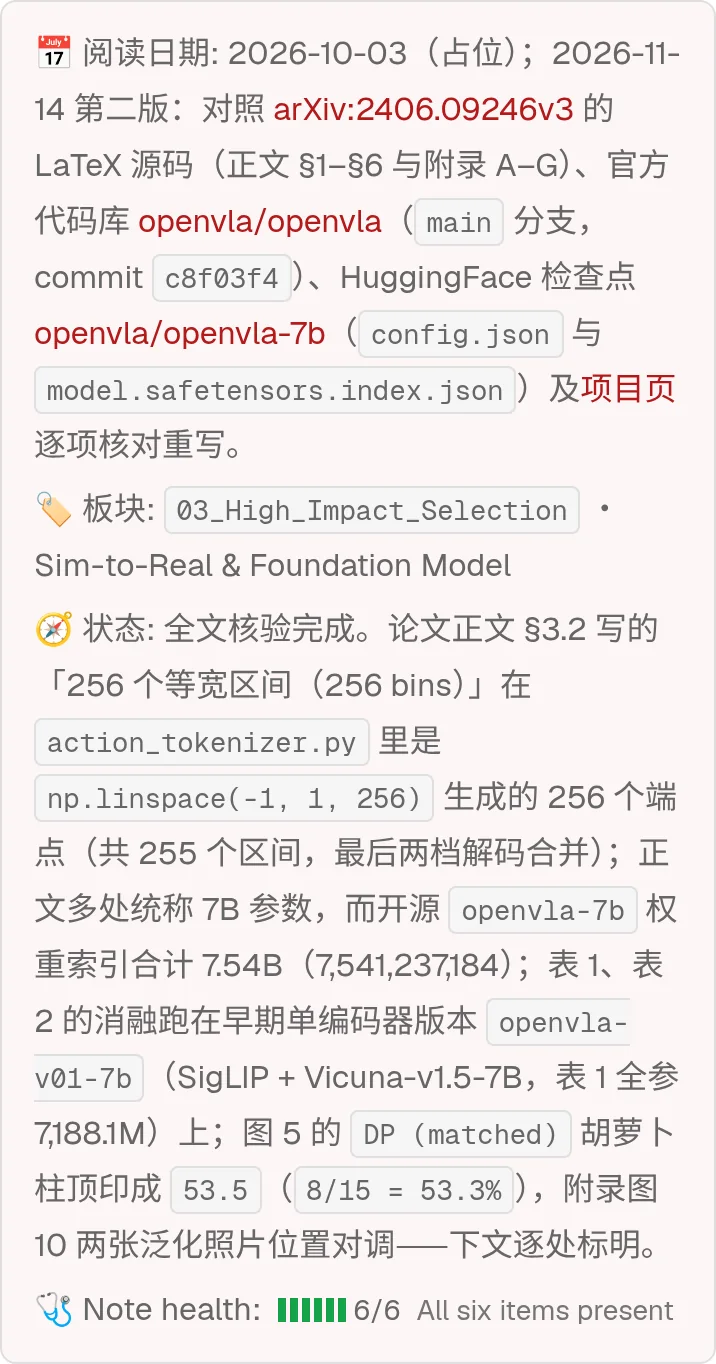 📅 阅读日期: 2026-10-03（占位）；2026-11-
14 第二版：对照 arXiv:2406.09246v3 的
LaTeX 源码（正文 §1–§6 与附录 A–G）、官方
代码库 openvla/openvla（main 分支，
commit c8f03f4）、HuggingFace 检查点
openvla/openvla-7b（config.json 与
model.safetensors.index.json）及项目页
逐项核对重写。
🏷️ 板块: 03_High_Impact_Selection ·
Sim-to-Real & Foundation Model
🧭 状态: 全文核验完成。论文正文 §3.2 写的
「256 个等宽区间（256 bins）」在
action_tokenizer.py 里是
np.linspace(-1, 1, 256) 生成的 256 个端
点（共 255 个区间，最后两档解码合并）；正
文多处统称 7B 参数，而开源 openvla-7b 权
重索引合计 7.54B（7,541,237,184）；表 1、表
2 的消融跑在早期单编码器版本 openvla-
v01-7b（SigLIP + Vicuna-v1.5-7B，表 1 全参
7,188.1M）上；图 5 的 DP (matched) 胡萝卜
柱顶印成 53.5（8/15 = 53.3%），附录图
10 两张泛化照片位置对调——下文逐处标明。
🩺 Note health: 6/6 All six items present